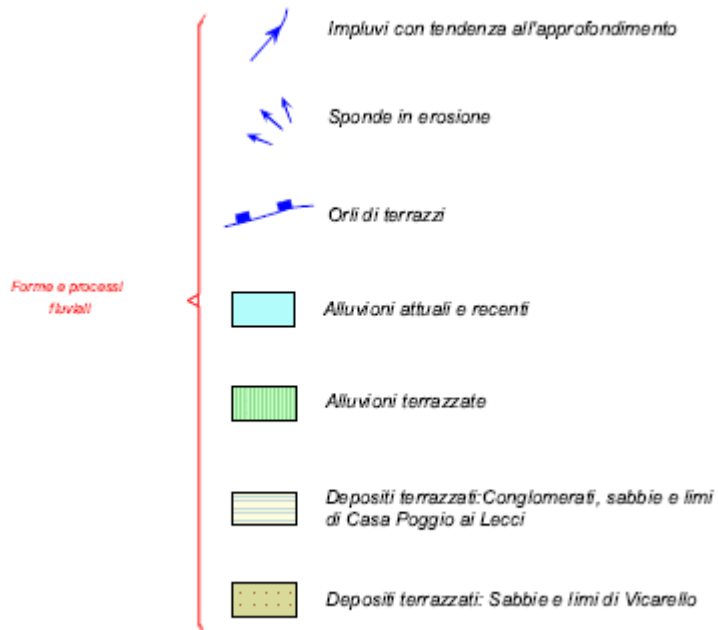 Impluvi con tendenza all'approfondimento
Sponde in erosione
Orli di terrazzi
Forme e processi
fluviali
Alluvioni attuali e recenti
Alluvioni terrazzate
Depositi terrazzati:Conglomerati, sabbie e limi
di Casa Poggio ai Lecci
Depositi terrazzati: Sabbie e limi di Vicarello